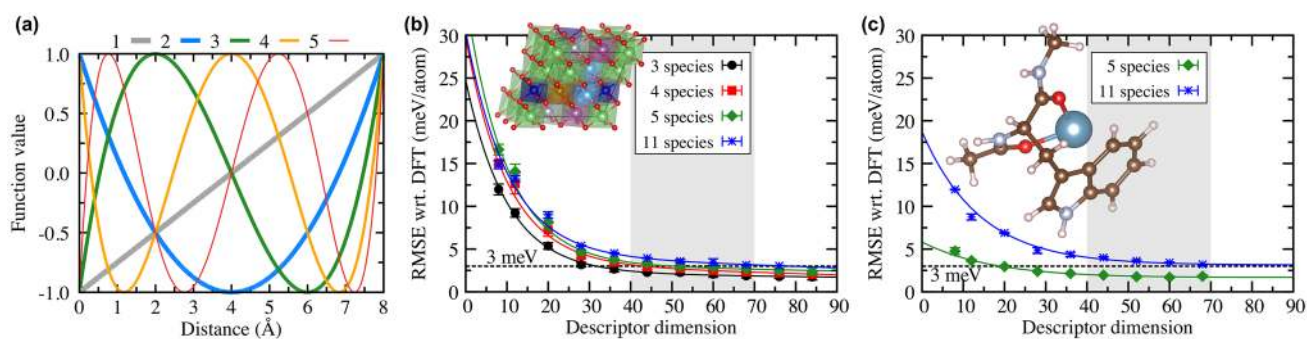 (a)
1 2 3 4 5
Function value
1.0
0.5
0.0
-0.5
-1.0
0 1 2 3 4 5 6 7 8
Distance (Å)
(b)
RMSE wrt. DFT (meV/atom)
30
25
20
15
10
5
0
3 species
4 species
5 species
11 species
3 meV
0 10 20 30 40 50 60 70 80 90
Descriptor dimension
(c)
RMSE wrt. DFT (meV/atom)
30
25
20
15
10
5
0
5 species
11 species
3 meV
0 10 20 30 40 50 60 70 80 90
Descriptor dimension